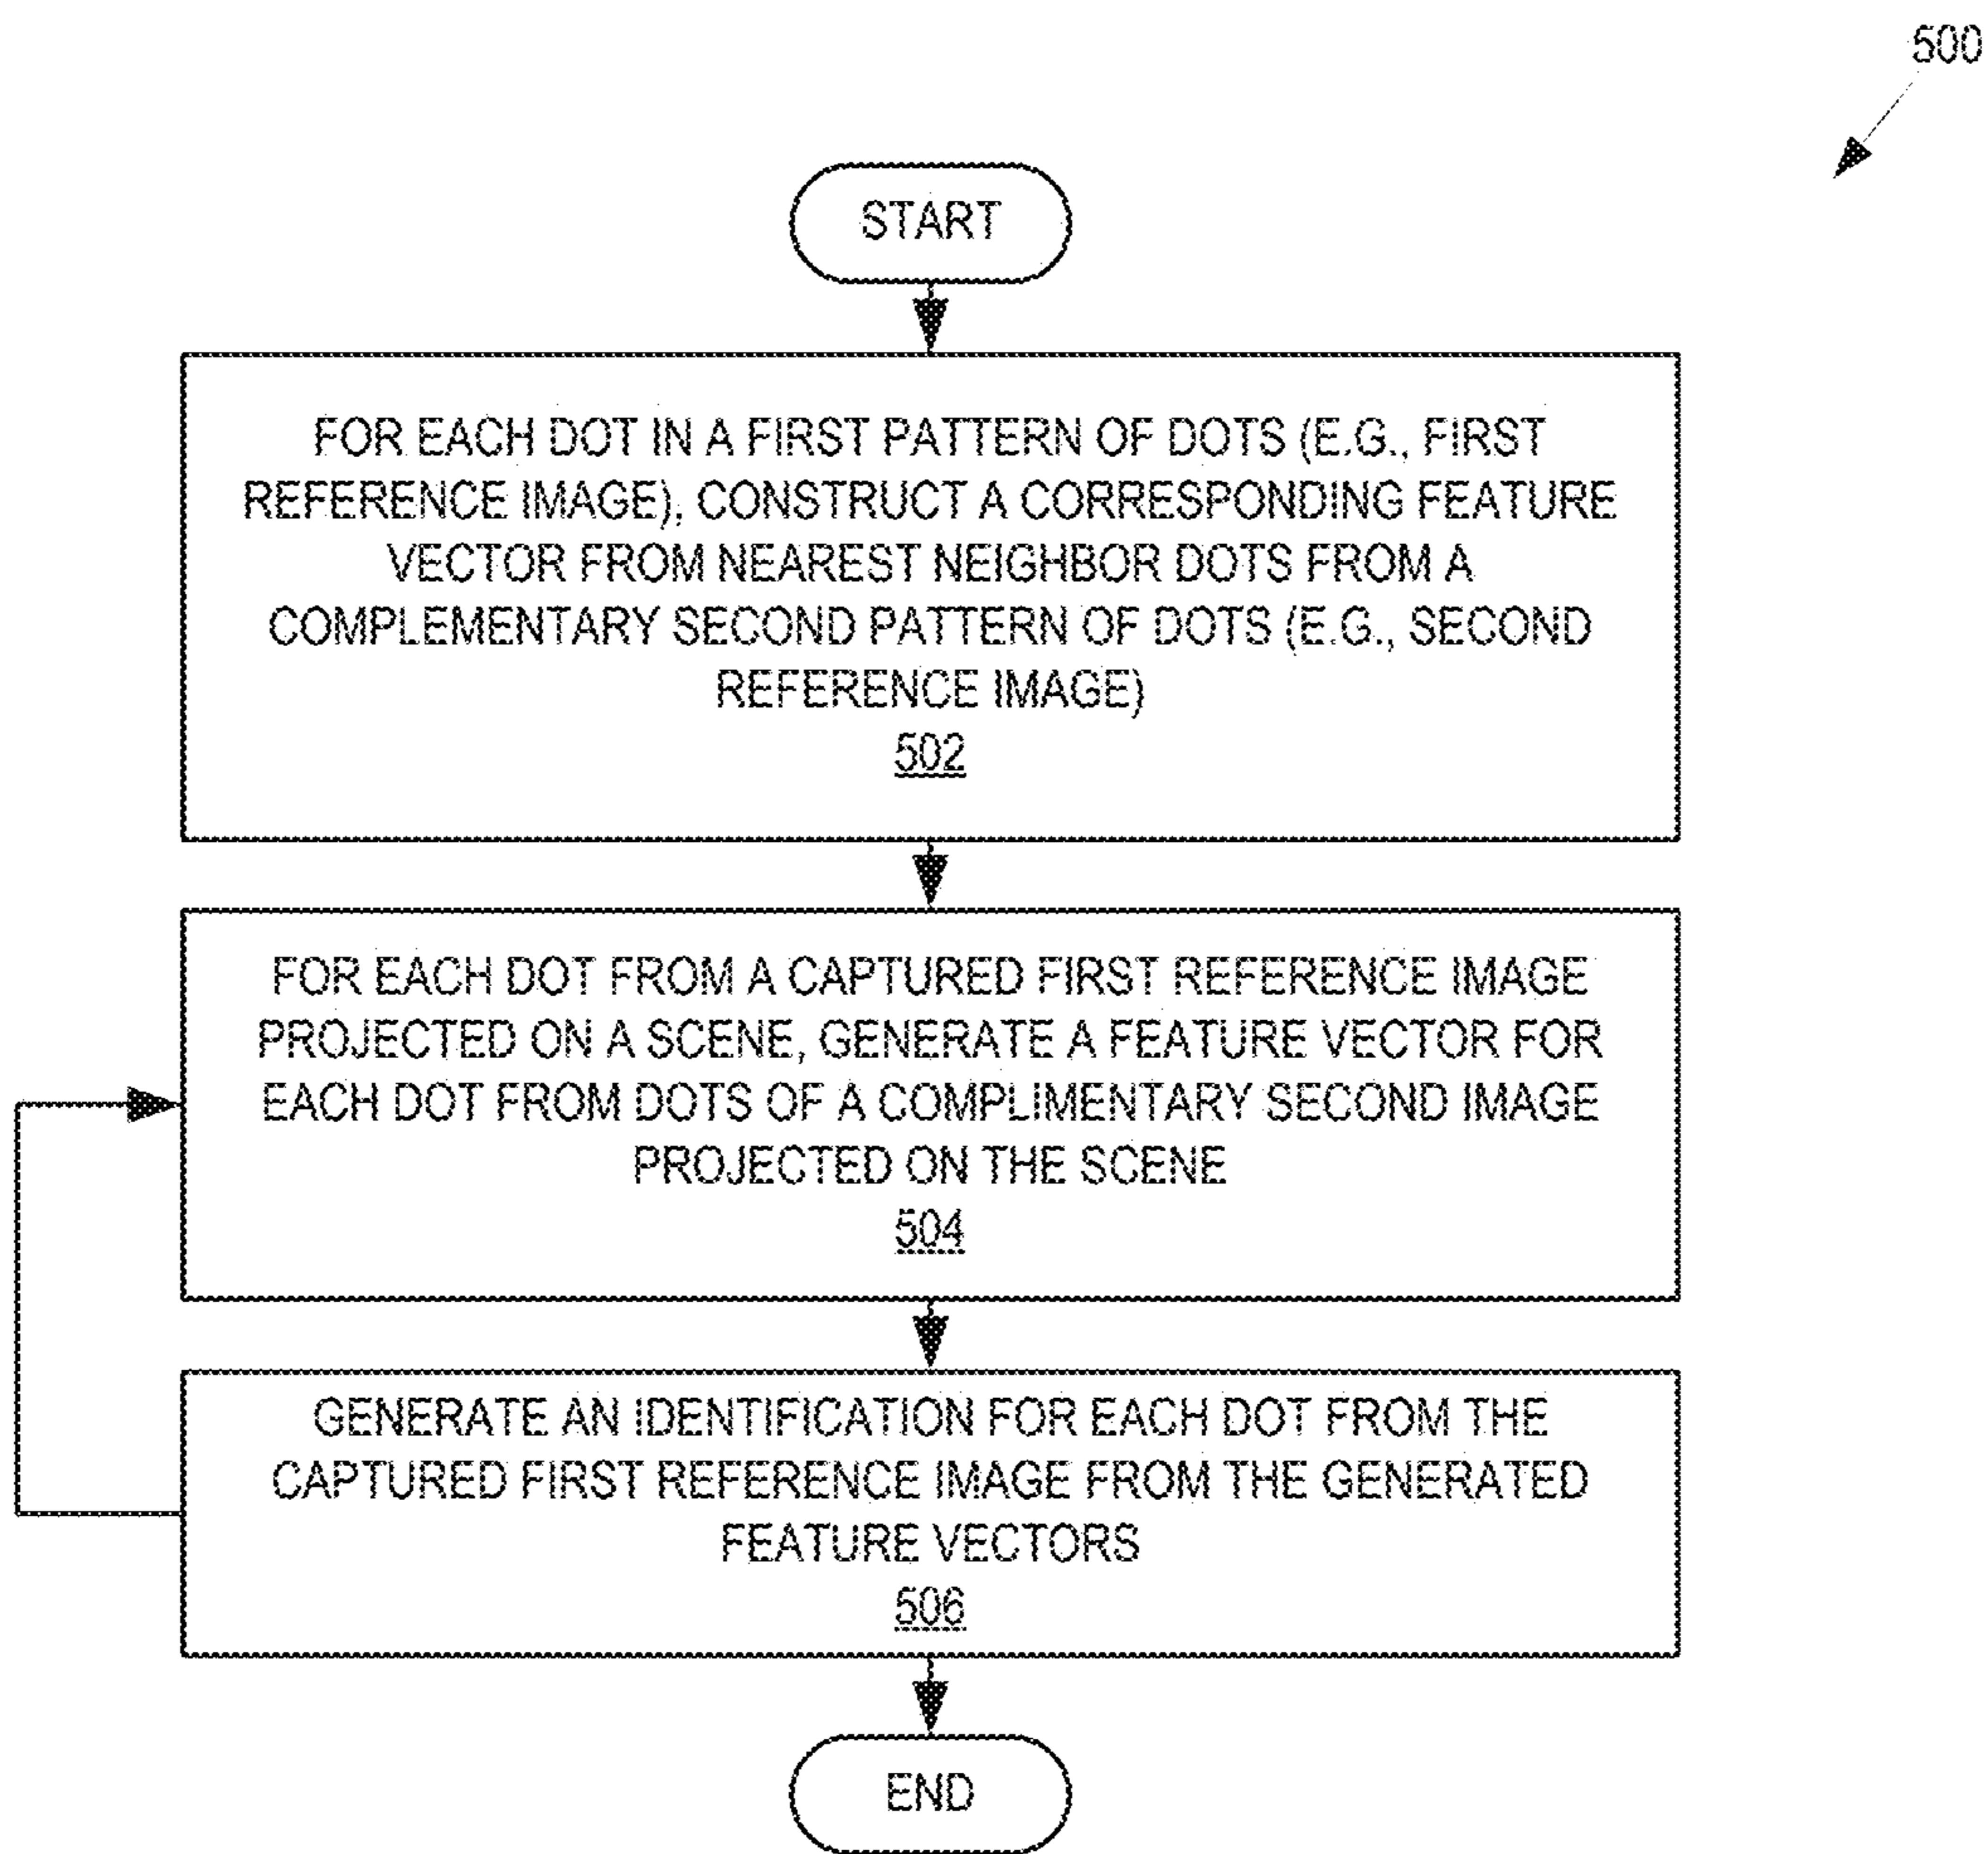 500
START
FOR EACH DOT IN A FIRST PATTERN OF DOTS (E.G., FIRST
REFERENCE IMAGE), CONSTRUCT A CORRESPONDING FEATURE
VECTOR FROM NEAREST NEIGHBOR DOTS FROM A
COMPLEMENTARY SECOND PATTERN OF DOTS (E.G., SECOND
REFERENCE IMAGE)
502
FOR EACH DOT FROM A CAPTURED FIRST REFERENCE IMAGE
PROJECTED ON A SCENE, GENERATE A FEATURE VECTOR FOR
EACH DOT FROM DOTS OF A COMPLIMENTARY SECOND IMAGE
PROJECTED ON THE SCENE
504
GENERATE AN IDENTIFICATION FOR EACH DOT FROM THE
CAPTURED FIRST REFERENCE IMAGE FROM THE GENERATED
FEATURE VECTORS
506
END